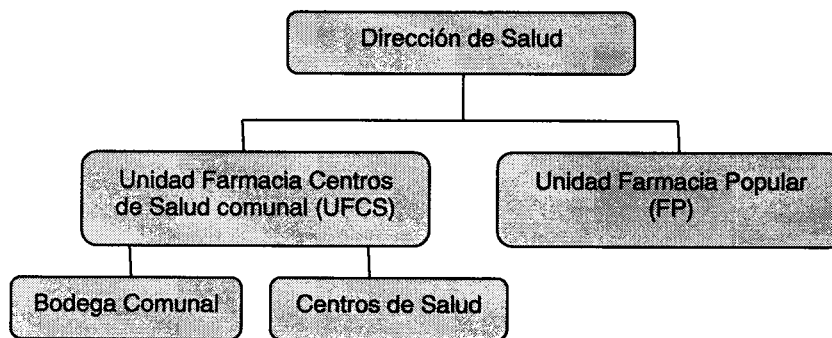 Dirección de Salud
Unidad Farmacia Centros
de Salud comunal (UFCS)
Unidad Farmacia Popular
(FP)
Bodega Comunal
Centros de Salud